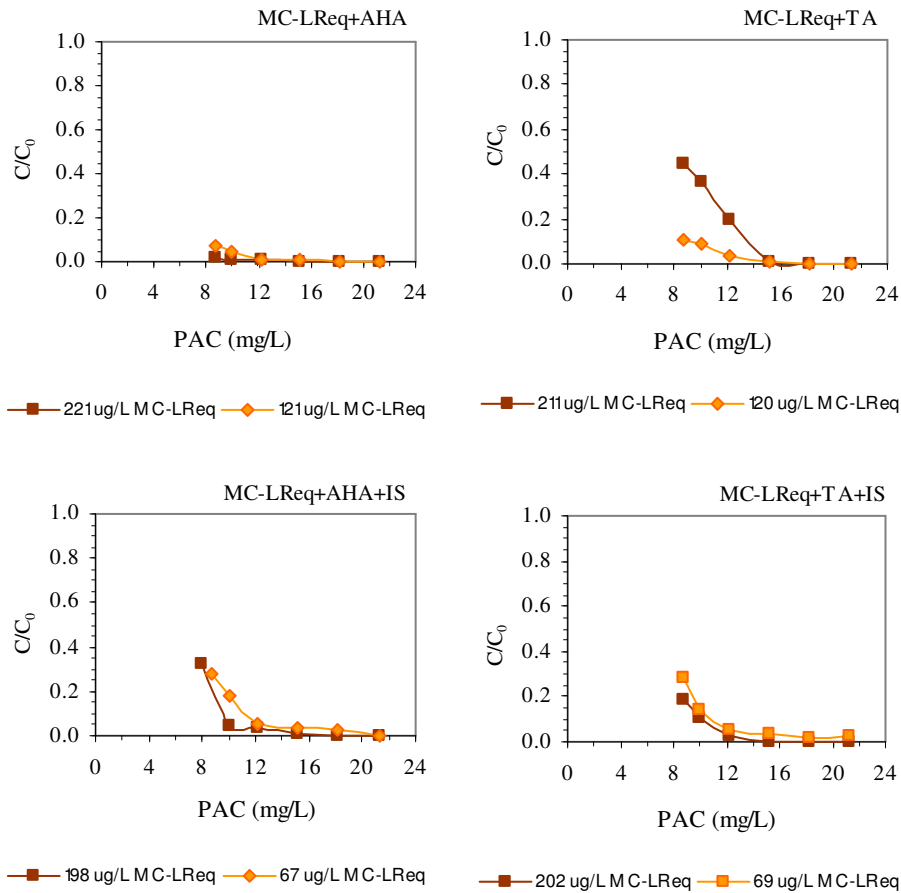 MC-LReq+AHA
1.0
0.8
0.6
0.4
0.2
0.0
C/C0
0 4 8 12 16 20 24
PAC (mg/L)
221ug/L MC-LReq 121ug/L MC-LReq
MC-LReq+TA
1.0
0.8
0.6
0.4
0.2
0.0
C/C0
0 4 8 12 16 20 24
PAC (mg/L)
211ug/L MC-LReq 120 ug/L MC-LReq
MC-LReq+AHA+IS
1.0
0.8
0.6
0.4
0.2
0.0
C/C0
0 4 8 12 16 20 24
PAC (mg/L)
198 ug/L MC-LReq 67 ug/L MC-LReq
MC-LReq+TA+IS
1.0
0.8
0.6
0.4
0.2
0.0
C/C0
0 4 8 12 16 20 24
PAC (mg/L)
202 ug/L MC-LReq 69 ug/L MC-LReq